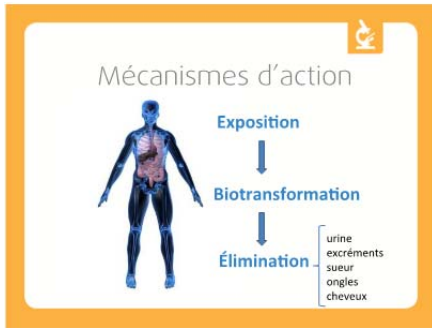 Mécanismes d'action
Exposition
Biotransformation
Élimination
urine
excréments
sueur
ongles
cheveux